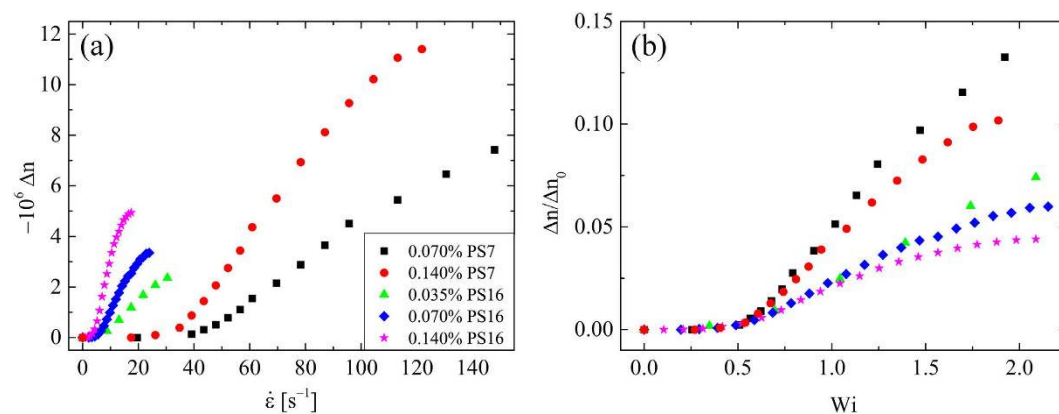 (a)
12
10
8
6
4
2
0
−10⁶ Δn
0 20 40 60 80 100 120 140
ε̇ [s⁻¹]
0.070% PS7
0.140% PS7
0.035% PS16
0.070% PS16
0.140% PS16
(b)
0.15
0.10
0.05
0.00
Δn/Δn₀
0.0 0.5 1.0 1.5 2.0
Wi